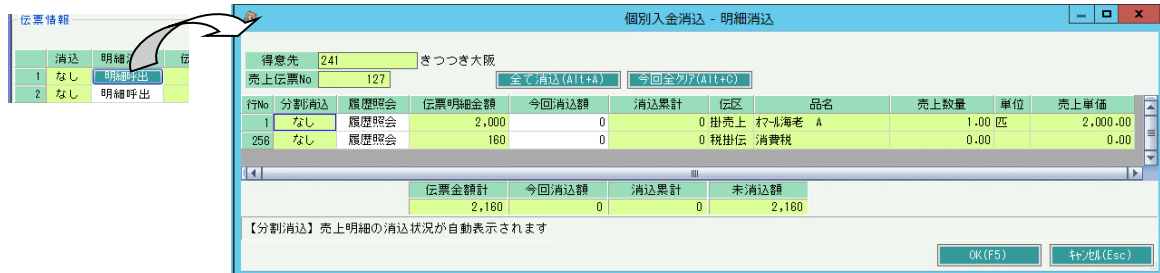 伝票情報
消込 明細 伝
1 なし 明細呼出
2 なし 明細呼出
個別入金消込 - 明細消込
得意先 241 きつつき大阪
売上伝票No 127 全て消込(Alt+A) 今回全クリア(Alt+C)
行No 分割消込 履歴照会 伝票明細金額 今回消込額 消込累計 伝区 品名 売上数量 単位 売上単価
1 なし 履歴照会 2,000 0 0 掛売上 オマール海老 A 1.00 匹 2,000.00
256 なし 履歴照会 160 0 0 税掛伝 消費税 0.00 0.00
伝票金額計 今回消込額 消込累計 未消込額
2,160 0 0 2,160
【分割消込】売上明細の消込状況が自動表示されます
OK(F5) キャンセル(Esc)